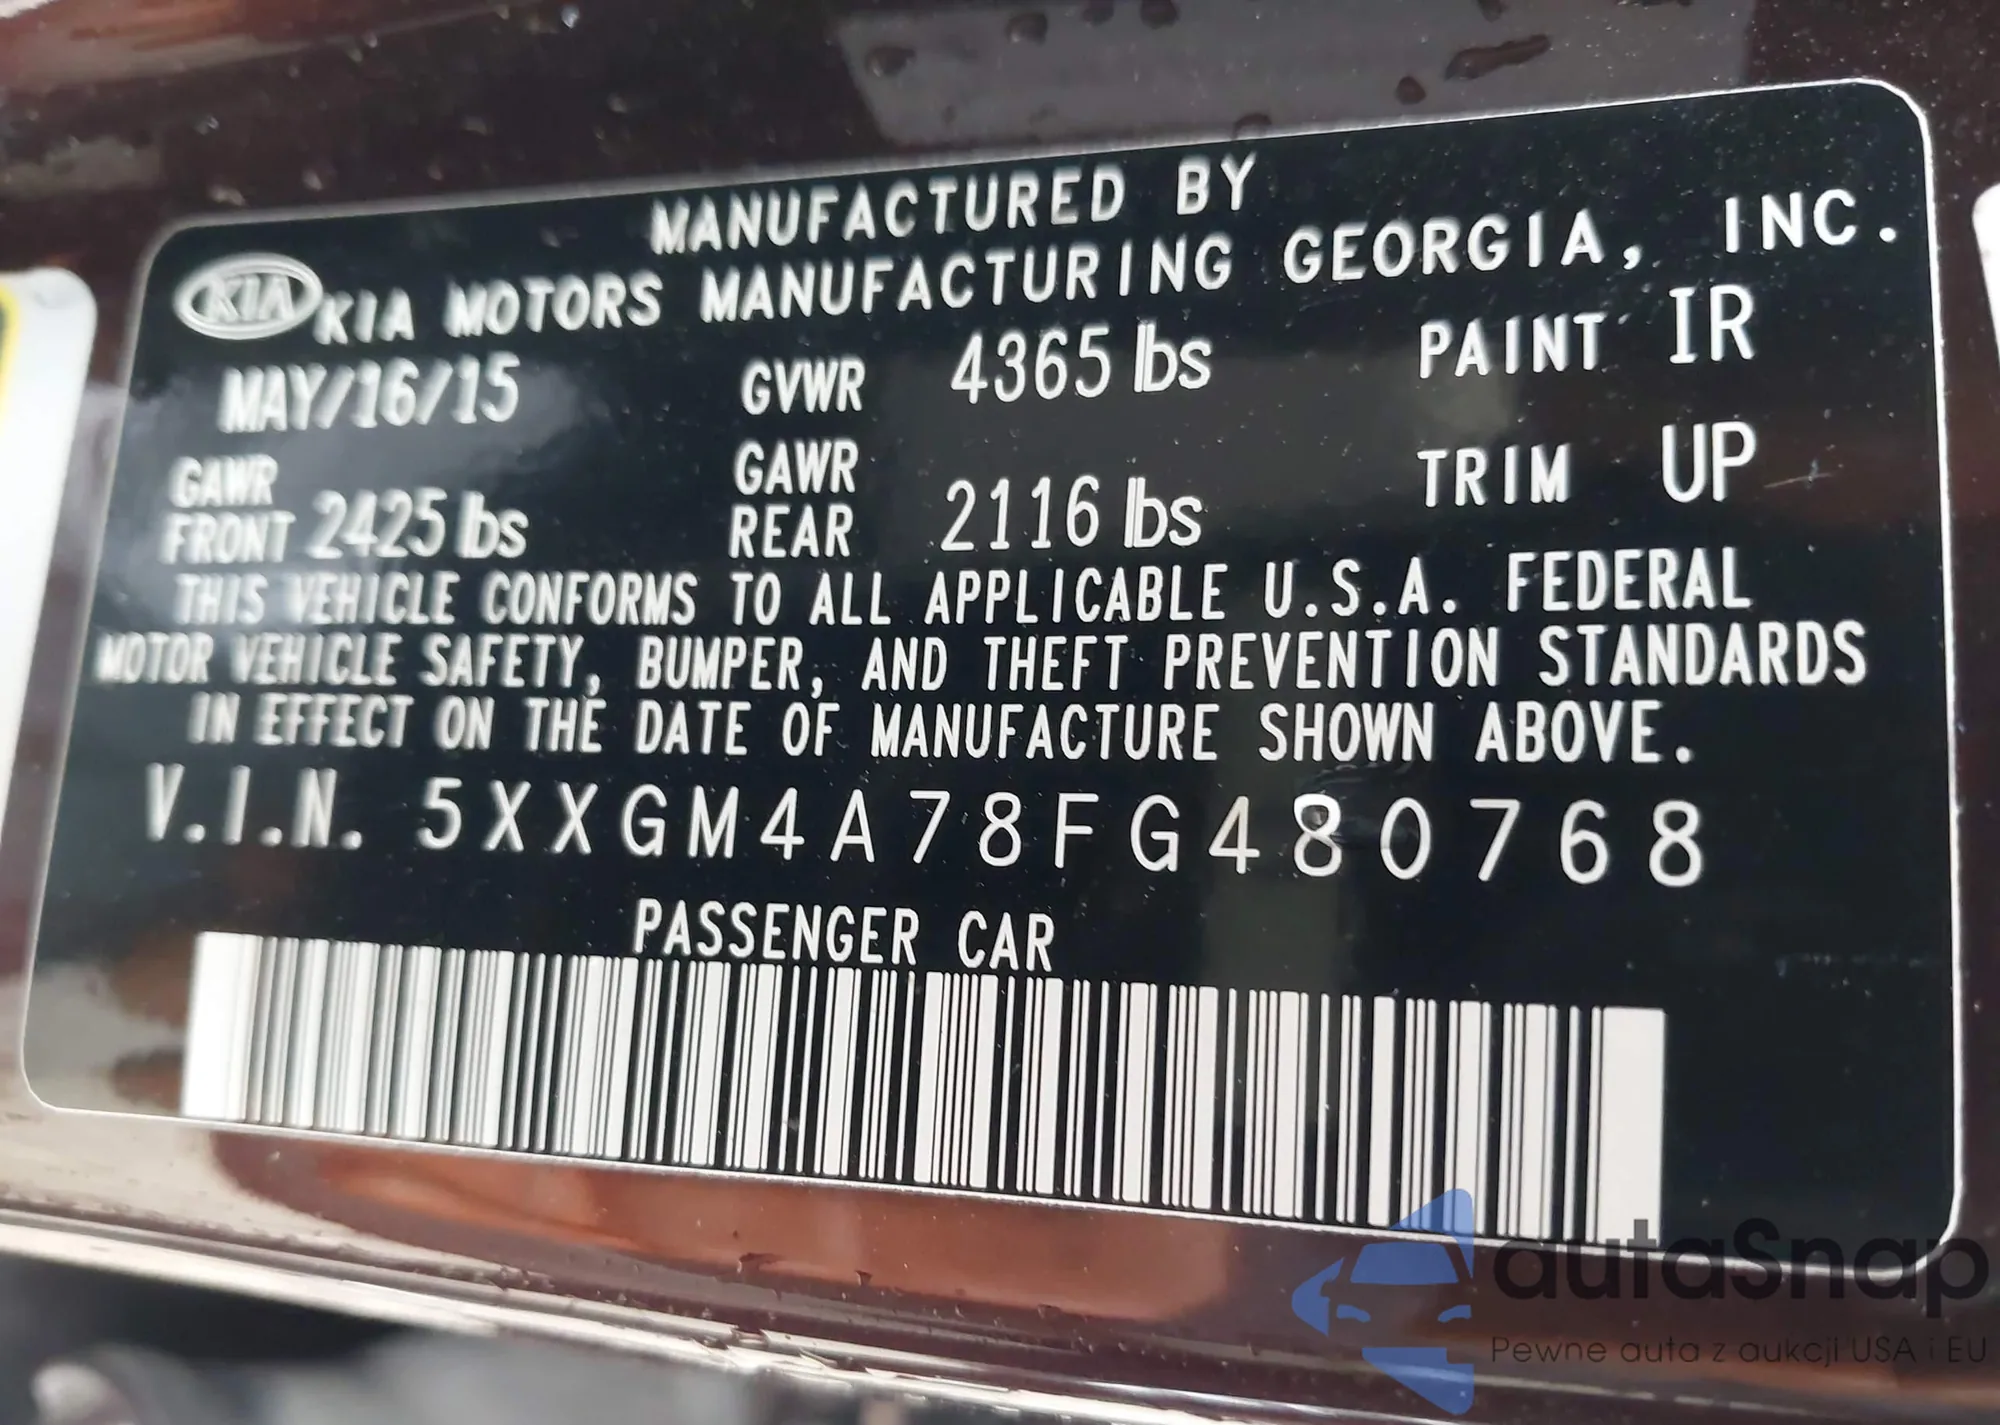 MANUFACTURED BY
KIA KIA MOTORS MANUFACTURING GEORGIA, INC.
MAY/16/15 GVWR 4365 lbs PAINT IR
GAWR FRONT 2425 lbs GAWR REAR 2116 lbs TRIM UP
THIS VEHICLE CONFORMS TO ALL APPLICABLE U.S.A. FEDERAL
MOTOR VEHICLE SAFETY, BUMPER, AND THEFT PREVENTION STANDARDS
IN EFFECT ON THE DATE OF MANUFACTURE SHOWN ABOVE.
V.I.N. 5XXGM4A78FG480768
PASSENGER CAR
autaSnap
Pewne auta z aukcji USA i EU